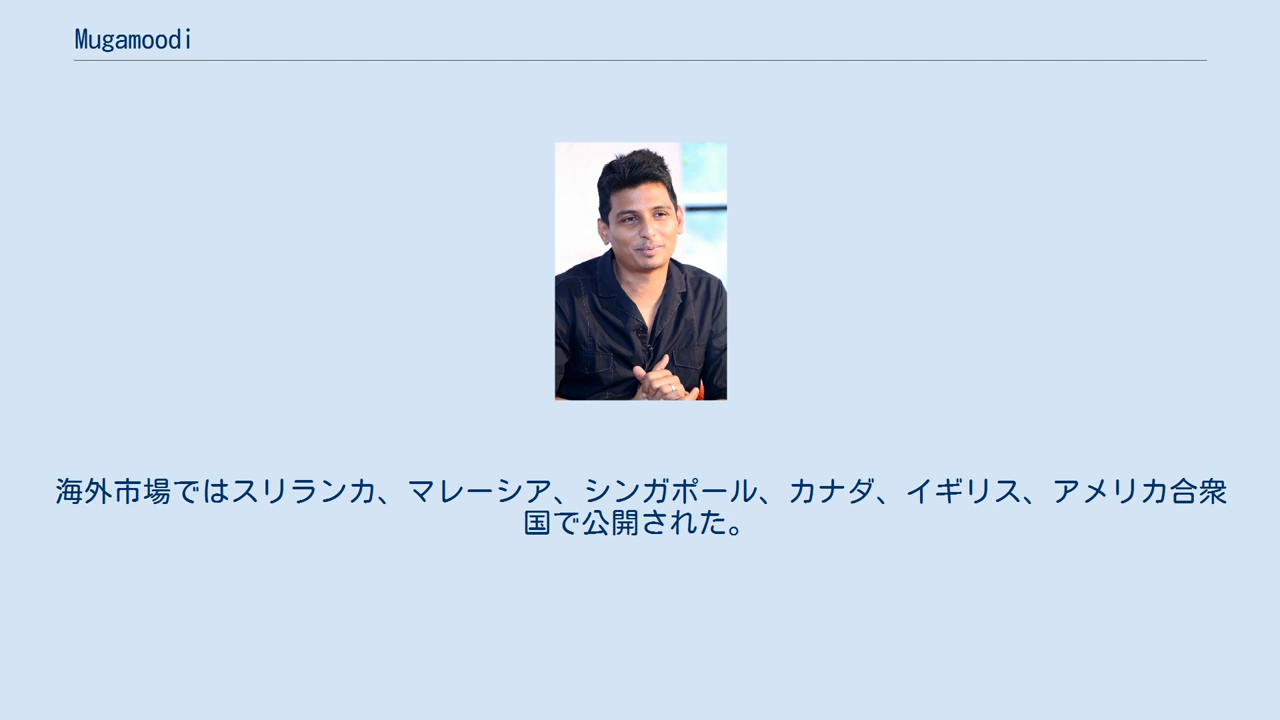 Mugamoodi
海外市場ではスリランカ、マレーシア、シンガポール、カナダ、イギリス、アメリカ合衆
国で公開された。